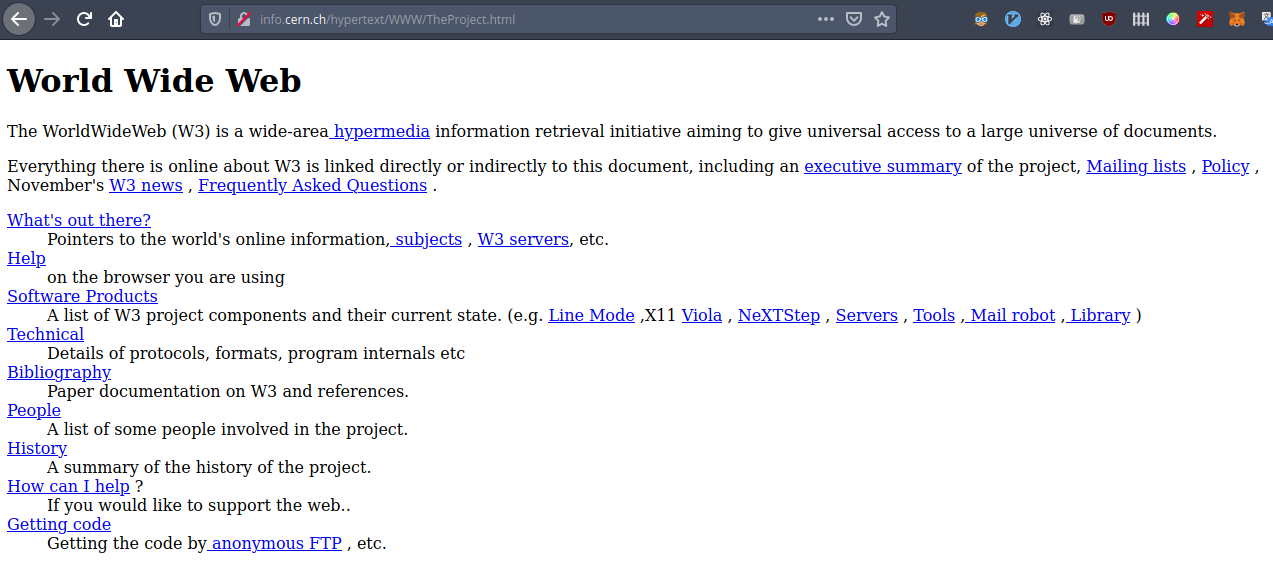 info.cern.ch/hypertext/WWW/TheProject.html
World Wide Web
The WorldWideWeb (W3) is a wide-area hypermedia information retrieval initiative aiming to give universal access to a large universe of documents.
Everything there is online about W3 is linked directly or indirectly to this document, including an executive summary of the project, Mailing lists , Policy ,
November's W3 news , Frequently Asked Questions .
What's out there?
Pointers to the world's online information, subjects , W3 servers, etc.
Help
on the browser you are using
Software Products
A list of W3 project components and their current state. (e.g. Line Mode ,X11 Viola , NeXTStep , Servers , Tools , Mail robot , Library )
Technical
Details of protocols, formats, program internals etc
Bibliography
Paper documentation on W3 and references.
People
A list of some people involved in the project.
History
A summary of the history of the project.
How can I help ?
If you would like to support the web..
Getting code
Getting the code by anonymous FTP , etc.